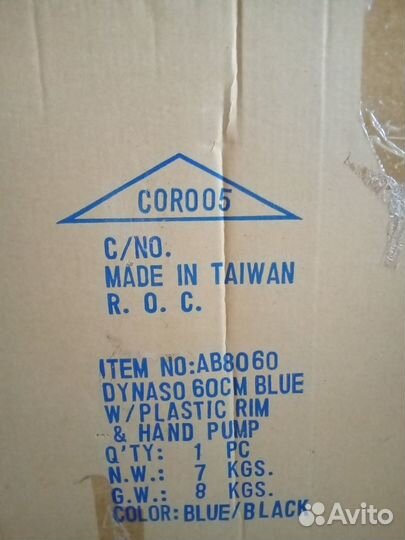 COR005
C/NO.
MADE IN TAIWAN
R. O. C.
ITEM NO:AB8060
DYNASO 60CM BLUE
W/PLASTIC RIM
& HAND PUMP
Q'TY: 1 PC
N.W.: 7 KGS.
G.W.: 8 KGS.
COLOR:BLUE/BLACK
Avito